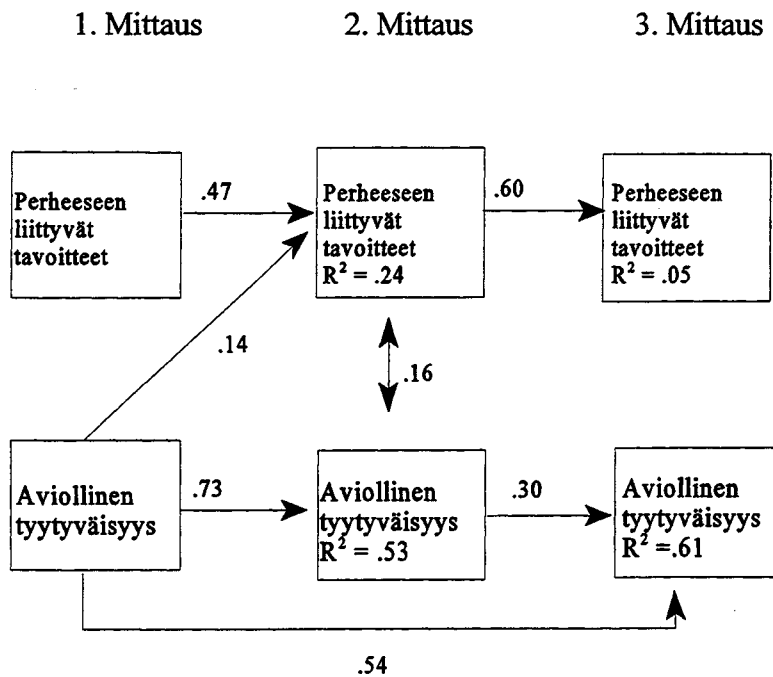 1. Mittaus 2. Mittaus 3. Mittaus
Perheeseen
liittyvät
tavoitteet
.47
Perheeseen
liittyvät
tavoitteet
R² = .24
.60
Perheeseen
liittyvät
tavoitteet
R² = .05
.14
.16
Aviollinen
tyytyväisyys
.73
Aviollinen
tyytyväisyys
R² = .53
.30
Aviollinen
tyytyväisyys
R² =.61
.54